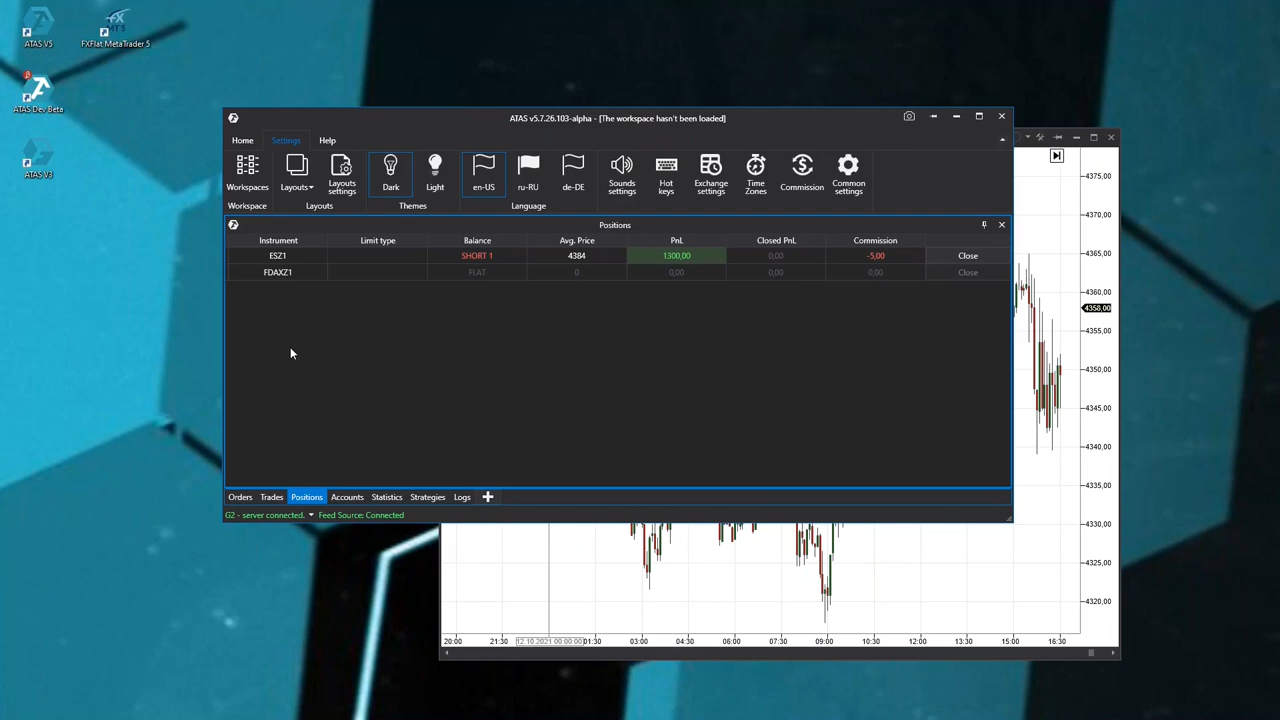 ATAS V5
FXFlat MetaTrader 5
ATAS Dev Beta
ATAS V3
ATAS v5.7.26.103-alpha - [The workspace hasn't been loaded]
Home Settings Help
Workspaces
Layouts
Layouts settings
Dark
Light
en-US
ru-RU
de-DE
Sounds settings
Hot keys
Exchange settings
Time Zones
Commission
Common settings
Workspace Layouts Themes Language
Positions
Instrument Limit type Balance Avg. Price PnL Closed PnL Commission
ESZ1 SHORT 1 4384 1300,00 0,00 -5,00 Close
FDAXZ1 FLAT 0 0,00 0,00 0,00 Close
Orders Trades Positions Accounts Statistics Strategies Logs
G2 - server connected. Feed Source: Connected
4375,00
4370,00
4365,00
4360,00
4358,00
4355,00
4350,00
4345,00
4340,00
4335,00
4330,00
4325,00
4320,00
20:00 21:30 12.10.2021 00:00:00 01:30 03:00 04:30 06:00 07:30 09:00 10:30 12:00 13:30 15:00 16:30